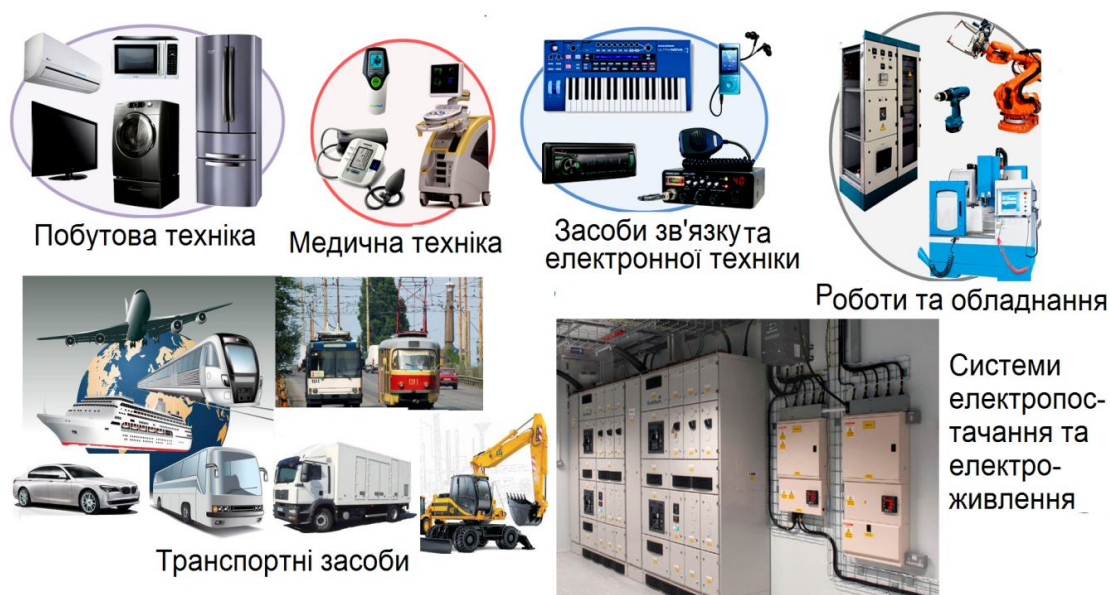 Побутова техніка
Медична техніка
Засоби зв'язку та
електронної техніки
Роботи та обладнання
Транспортні засоби
Системи
електропос-
тачання та
електро-
живлення